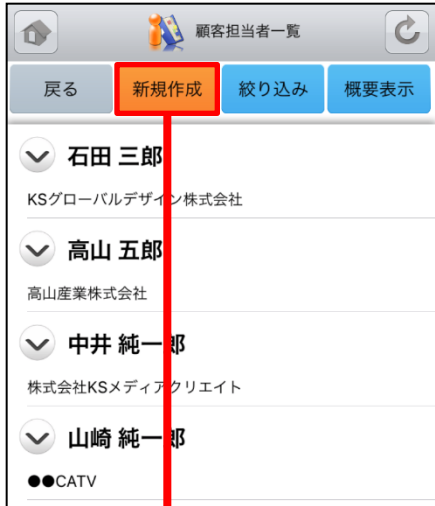 顧客担当者一覧
戻る 新規作成 絞り込み 概要表示
石田 三郎
KSグローバルデザイン株式会社
高山 五郎
高山産業株式会社
中井 純一郎
株式会社KSメディアクリエイト
山崎 純一郎
●●CATV